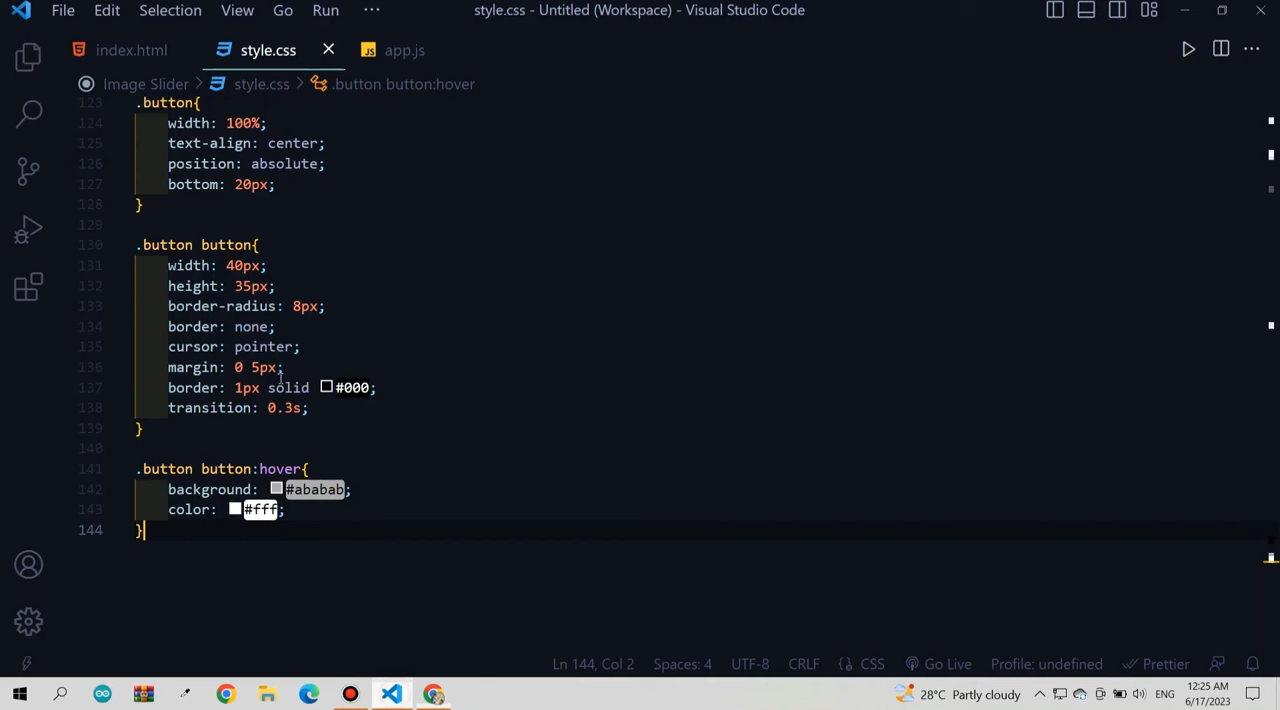 File Edit Selection View Go Run ··· style.css - Untitled (Workspace) - Visual Studio Code
index.html style.css JS app.js
Image Slider > style.css > .button button:hover
123 .button{
124 width: 100%;
125 text-align: center;
126 position: absolute;
127 bottom: 20px;
128 }
129
130 .button button{
131 width: 40px;
132 height: 35px;
133 border-radius: 8px;
134 border: none;
135 cursor: pointer;
136 margin: 0 5px;
137 border: 1px solid #000;
138 transition: 0.3s;
139 }
140
141 .button button:hover{
142 background: #ababab;
143 color: #fff;
144 }
Ln 144, Col 2 Spaces: 4 UTF-8 CRLF {} CSS Go Live Profile: undefined Prettier
28°C Partly cloudy ENG 12:25 AM
6/17/2023